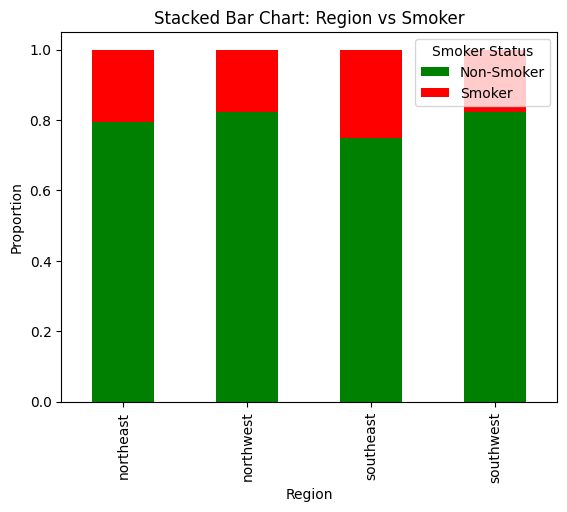 Stacked Bar Chart: Region vs Smoker
Smoker Status
Non-Smoker
Smoker
Proportion
1.0
0.8
0.6
0.4
0.2
0.0
northeast
northwest
southeast
southwest
Region